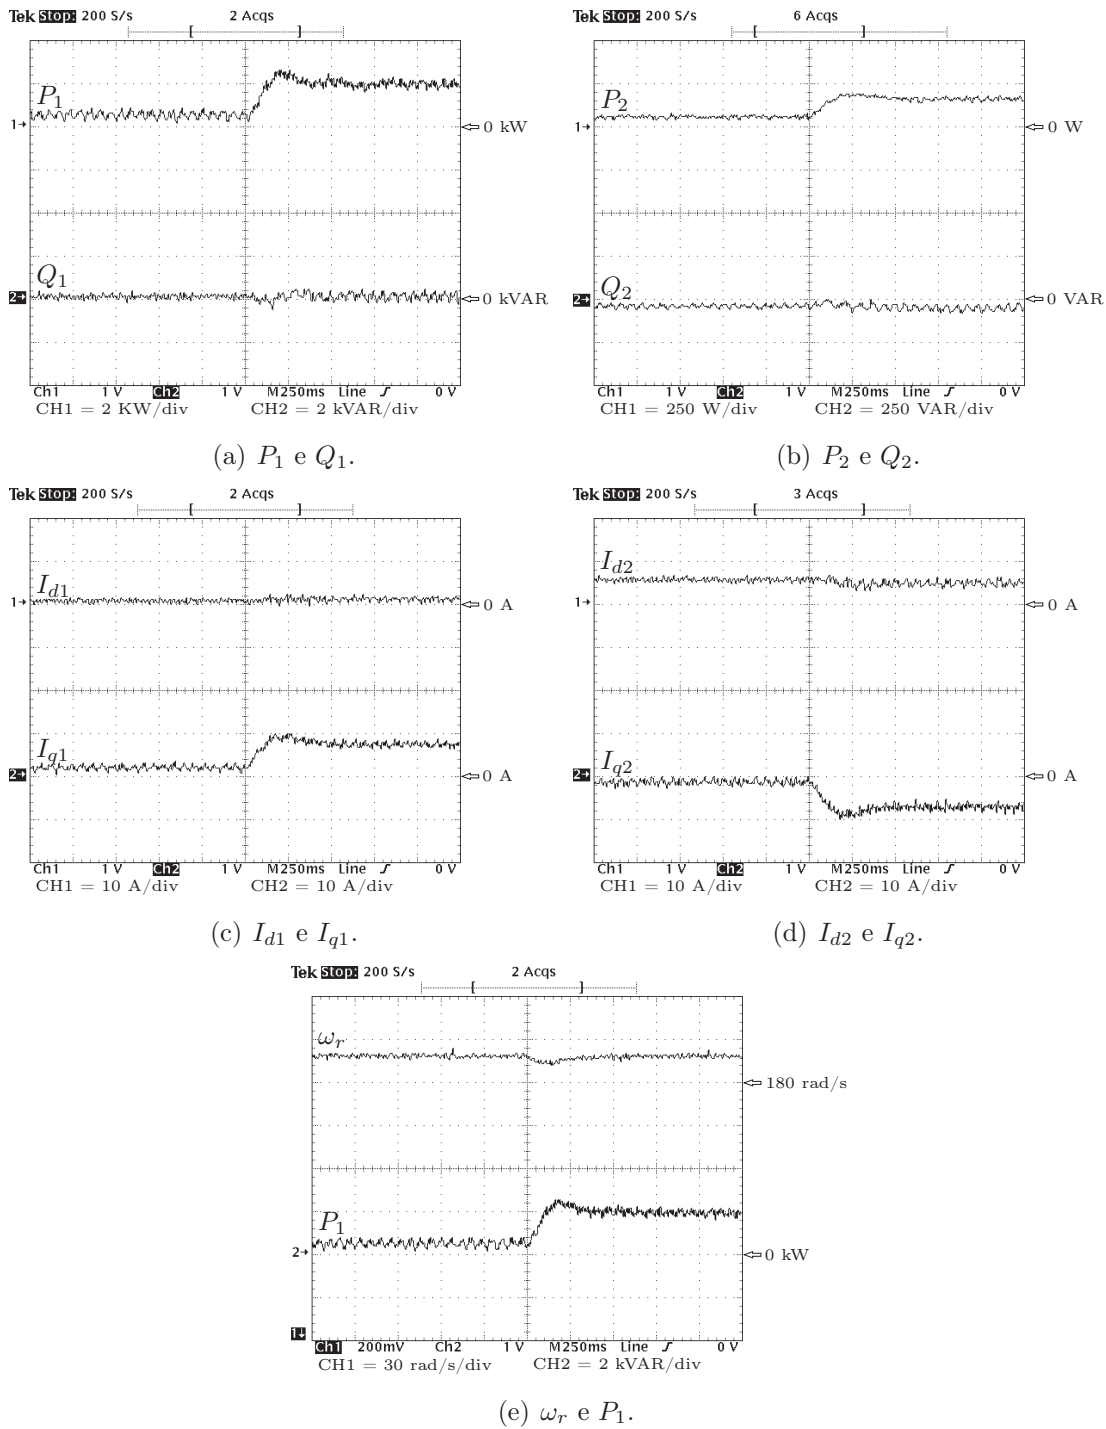 Tek Stop: 200 S/s 2 Acqs
P1
1→
0 kW
Q1
2→
0 kVAR
Ch1 1 V Ch2 1 V M250ms Line 0 V
CH1 = 2 KW/div CH2 = 2 kVAR/div
(a) P1 e Q1.
Tek Stop: 200 S/s 6 Acqs
P2
1→
0 W
Q2
2→
0 VAR
Ch1 1 V Ch2 1 V M250ms Line 0 V
CH1 = 250 W/div CH2 = 250 VAR/div
(b) P2 e Q2.
Tek Stop: 200 S/s 2 Acqs
Id1
1→
0 A
Iq1
2→
0 A
Ch1 1 V Ch2 1 V M250ms Line 0 V
CH1 = 10 A/div CH2 = 10 A/div
(c) Id1 e Iq1.
Tek Stop: 200 S/s 3 Acqs
Id2
1→
0 A
Iq2
2→
0 A
Ch1 1 V Ch2 1 V M250ms Line 0 V
CH1 = 10 A/div CH2 = 10 A/div
(d) Id2 e Iq2.
Tek Stop: 200 S/s 2 Acqs
ωr
180 rad/s
P1
2→
0 kW
1↓
Ch1 200mV Ch2 1 V M250ms Line 0 V
CH1 = 30 rad/s/div CH2 = 2 kVAR/div
(e) ωr e P1.